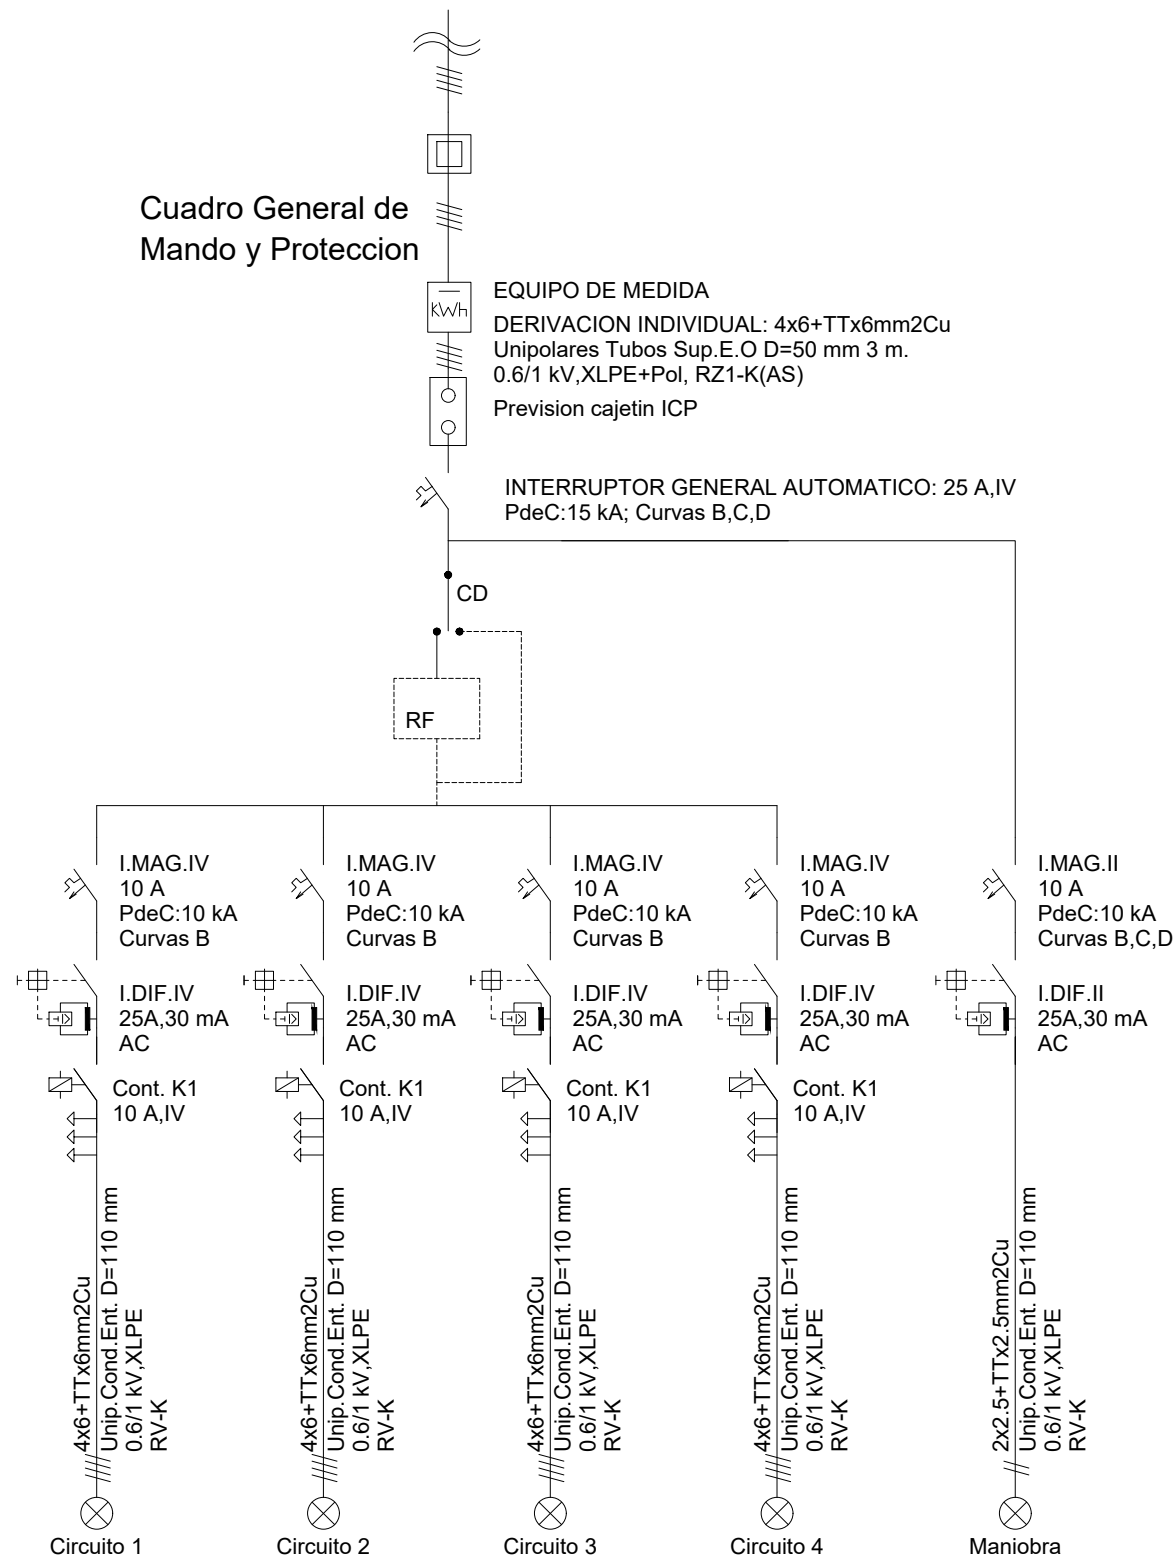 Cuadro General de
Mando y Proteccion
KWh
EQUIPO DE MEDIDA
DERIVACION INDIVIDUAL: 4x6+TTx6mm2Cu
Unipolares Tubos Sup.E.O D=50 mm 3 m.
0.6/1 kV,XLPE+Pol, RZ1-K(AS)
Prevision cajetin ICP
INTERRUPTOR GENERAL AUTOMATICO: 25 A,IV
PdeC:15 kA; Curvas B,C,D
CD
RF
I.MAG.IV
10 A
PdeC:10 kA
Curvas B
I.DIF.IV
25A,30 mA
AC
Cont. K1
10 A,IV
4x6+TTx6mm2Cu
Unip.Cond.Ent. D=110 mm
0.6/1 kV,XLPE
RV-K
Circuito 1
I.MAG.IV
10 A
PdeC:10 kA
Curvas B
I.DIF.IV
25A,30 mA
AC
Cont. K1
10 A,IV
4x6+TTx6mm2Cu
Unip.Cond.Ent. D=110 mm
0.6/1 kV,XLPE
RV-K
Circuito 2
I.MAG.IV
10 A
PdeC:10 kA
Curvas B
I.DIF.IV
25A,30 mA
AC
Cont. K1
10 A,IV
4x6+TTx6mm2Cu
Unip.Cond.Ent. D=110 mm
0.6/1 kV,XLPE
RV-K
Circuito 3
I.MAG.IV
10 A
PdeC:10 kA
Curvas B
I.DIF.IV
25A,30 mA
AC
Cont. K1
10 A,IV
4x6+TTx6mm2Cu
Unip.Cond.Ent. D=110 mm
0.6/1 kV,XLPE
RV-K
Circuito 4
I.MAG.II
10 A
PdeC:10 kA
Curvas B,C,D
I.DIF.II
25A,30 mA
AC
2x2.5+TTx2.5mm2Cu
Unip.Cond.Ent. D=110 mm
0.6/1 kV,XLPE
RV-K
Maniobra